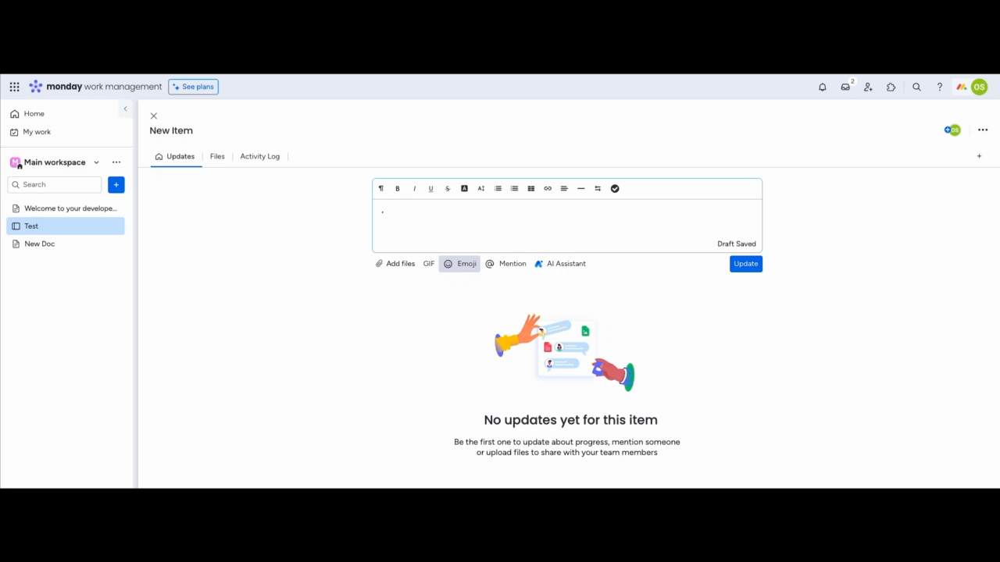 monday work management
See plans
2
OS
Home
My work
Main workspace
Search
Welcome to your develope...
Test
New Doc
New Item
OS
Updates
Files
Activity Log
B I U S A
,
Draft Saved
Add files GIF Emoji Mention AI Assistant
Update
No updates yet for this item
Be the first one to update about progress, mention someone
or upload files to share with your team members